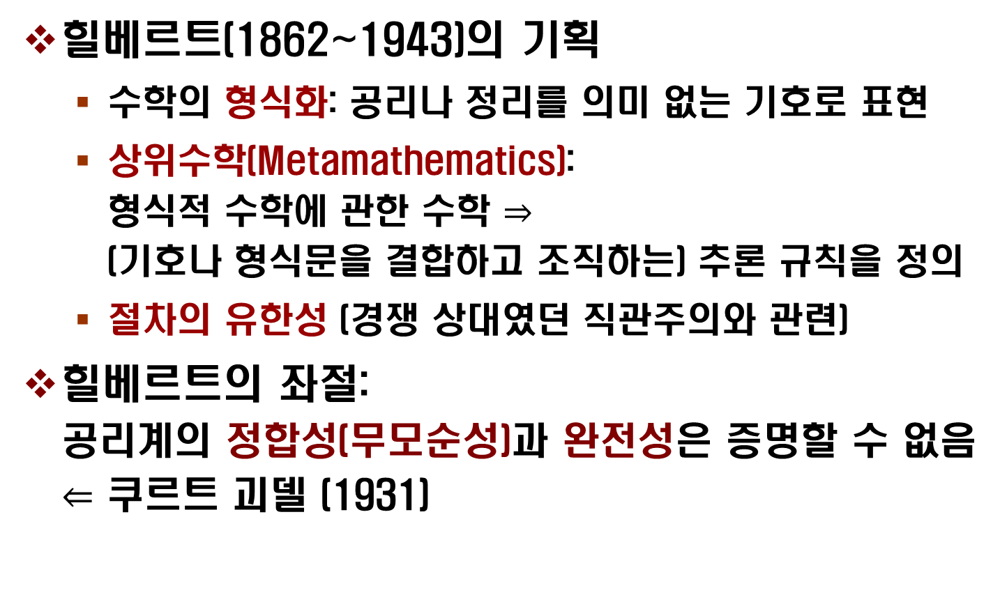 ❖힐베르트(1862~1943)의 기획
▪ 수학의 형식화: 공리나 정리를 의미 없는 기호로 표현
▪ 상위수학(Metamathematics):
형식적 수학에 관한 수학 ⇒
(기호나 형식문을 결합하고 조직하는) 추론 규칙을 정의
▪ 절차의 유한성 (경쟁 상대였던 직관주의와 관련)
❖힐베르트의 좌절:
공리계의 정합성(무모순성)과 완전성은 증명할 수 없음
⇐ 쿠르트 괴델 (1931)